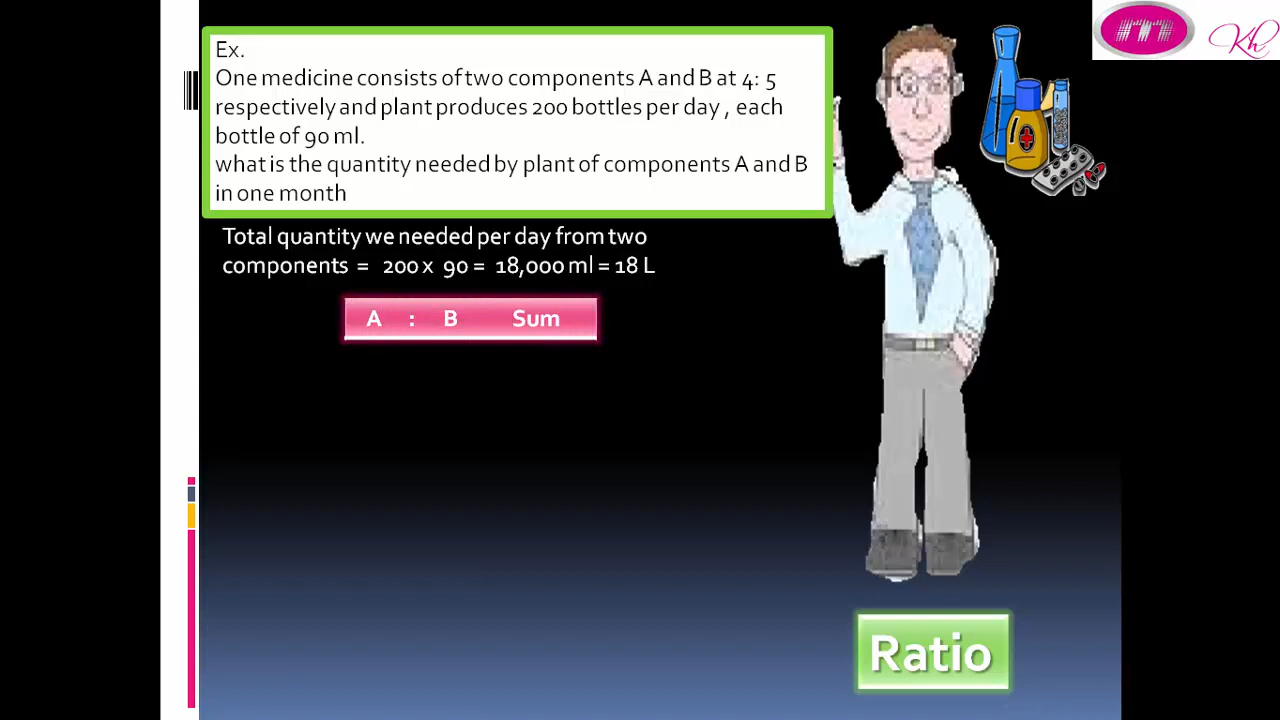 Ex.
One medicine consists of two components A and B at 4: 5
respectively and plant produces 200 bottles per day , each
bottle of 90 ml.
what is the quantity needed by plant of components A and B
in one month
Total quantity we needed per day from two
components = 200 x 90 = 18,000 ml = 18 L
A : B Sum
Ratio
m
Kh